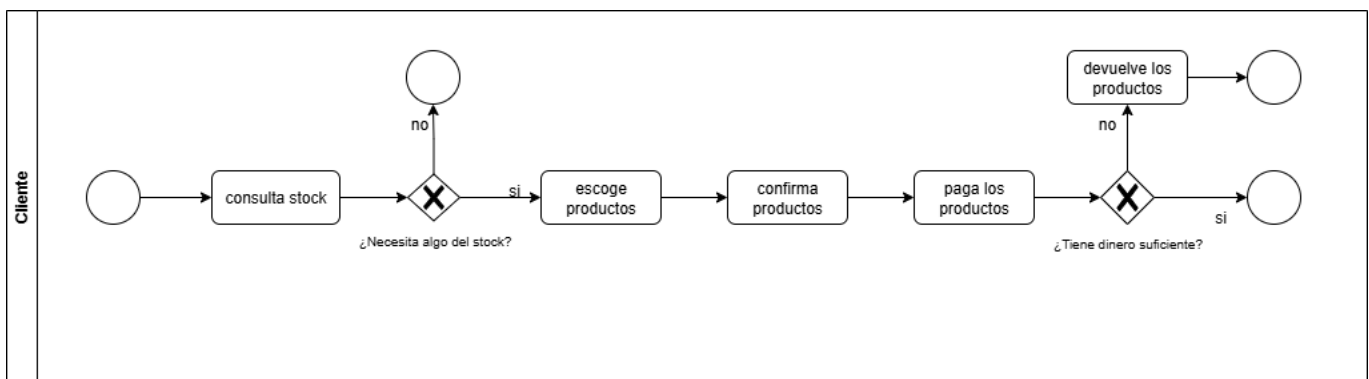 Cliente
consulta stock
no
¿Necesita algo del stock?
si
escoge
productos
confirma
productos
paga los
productos
¿Tiene dinero suficiente?
no
devuelve los
productos
si